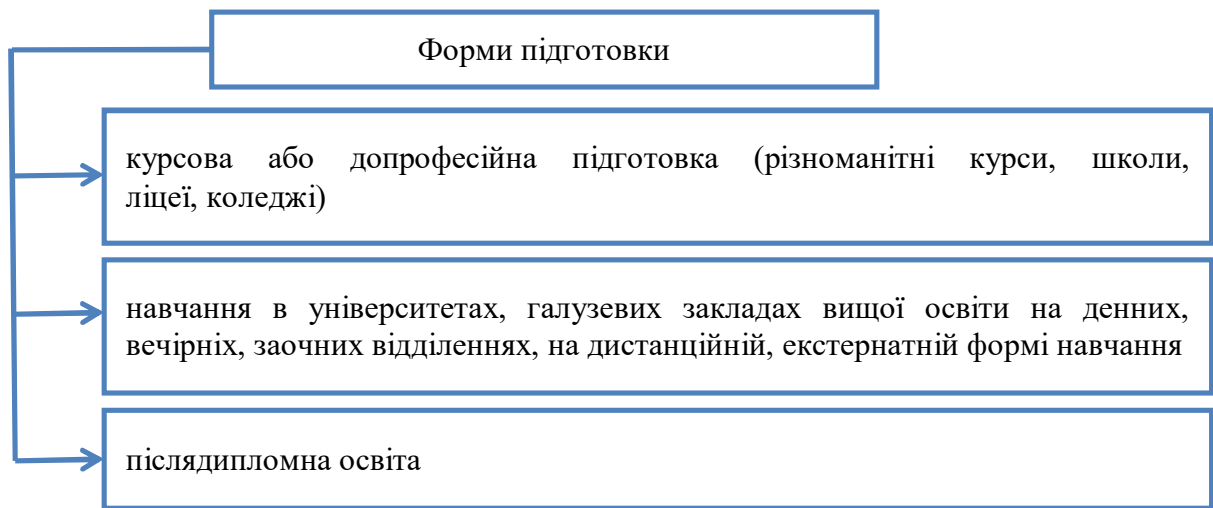 Форми підготовки
курсова або допрофесійна підготовка (різноманітні курси, школи,
ліцеї, коледжі)
навчання в університетах, галузевих закладах вищої освіти на денних,
вечірніх, заочних відділеннях, на дистанційній, екстернатній формі навчання
післядипломна освіта